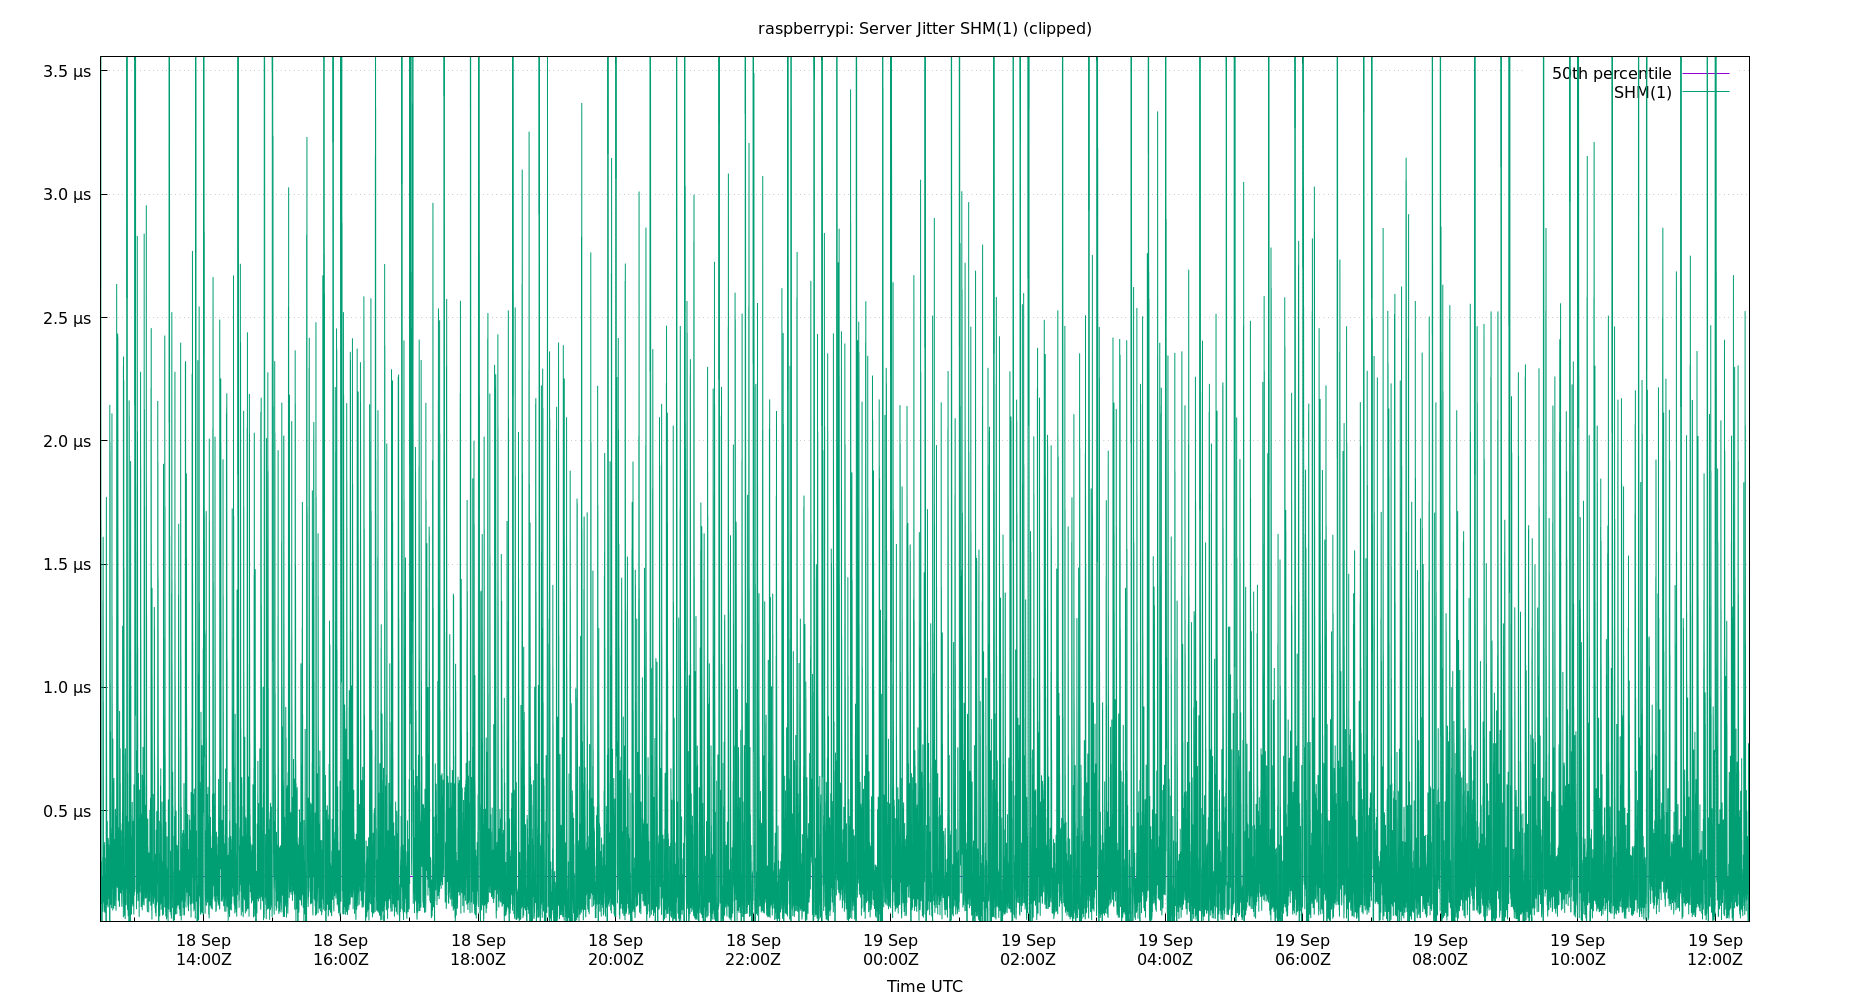 raspberrypi: Server Jitter SHM(1) (clipped)
3.5 μs
50th percentile
SHM(1)
3.0 μs
2.5 μs
2.0 μs
1.5 μs
1.0 μs
0.5 μs
18 Sep 18 Sep 18 Sep 18 Sep 18 Sep 19 Sep 19 Sep 19 Sep 19 Sep 19 Sep 19 Sep 19 Sep
14:00Z 16:00Z 18:00Z 20:00Z 22:00Z 00:00Z 02:00Z 04:00Z 06:00Z 08:00Z 10:00Z 12:00Z
Time UTC